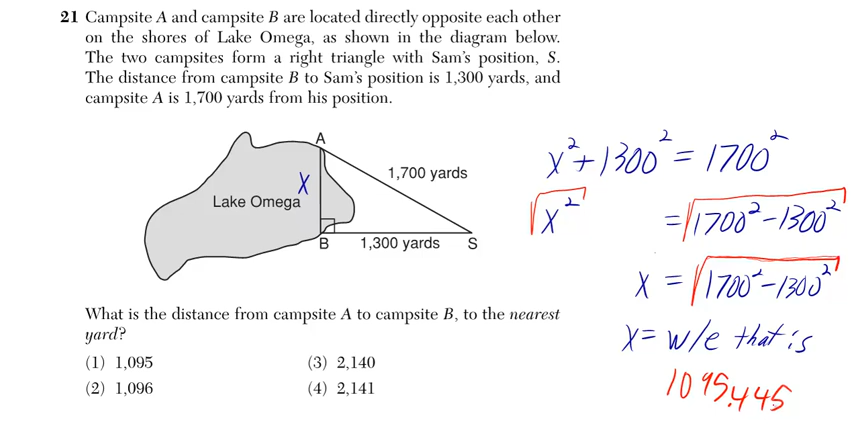 21 Campsite A and campsite B are located directly opposite each other
on the shores of Lake Omega, as shown in the diagram below.
The two campsites form a right triangle with Sam's position, S.
The distance from campsite B to Sam's position is 1,300 yards, and
campsite A is 1,700 yards from his position.
A
1,700 yards
X
Lake Omega
B
1,300 yards
S
What is the distance from campsite A to campsite B, to the nearest
yard?
(1) 1,095
(3) 2,140
(2) 1,096
(4) 2,141
x² + 1300² = 1700²
√x² = √1700² - 1300²
x = √1700² - 1300²
x = w/e that is
1095.445